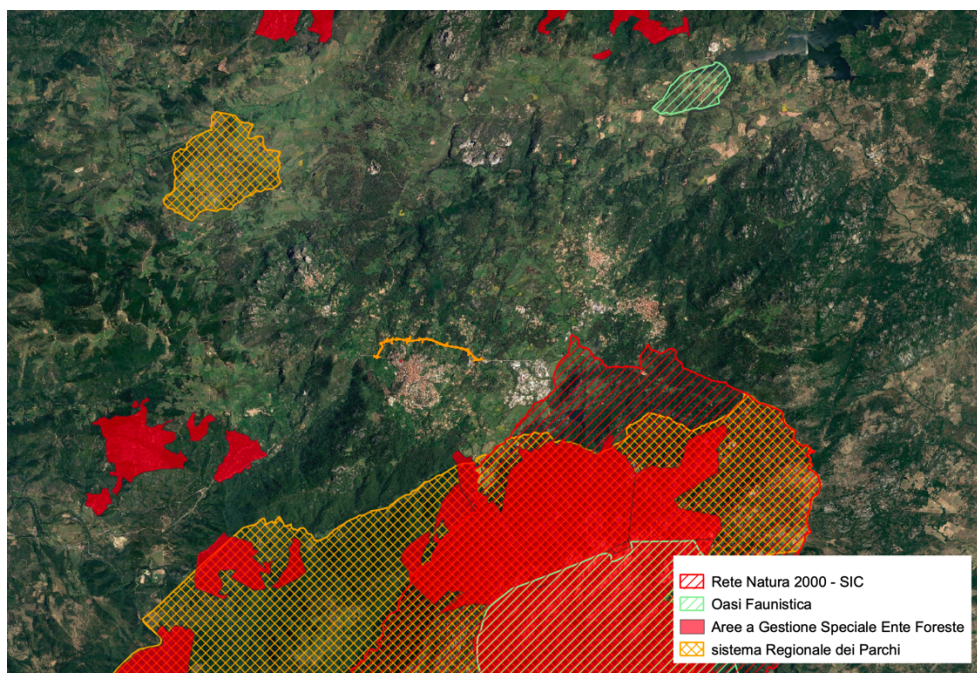 Rete Natura 2000 - SIC
Oasi Faunistica
Aree a Gestione Speciale Ente Foreste
sistema Regionale dei Parchi